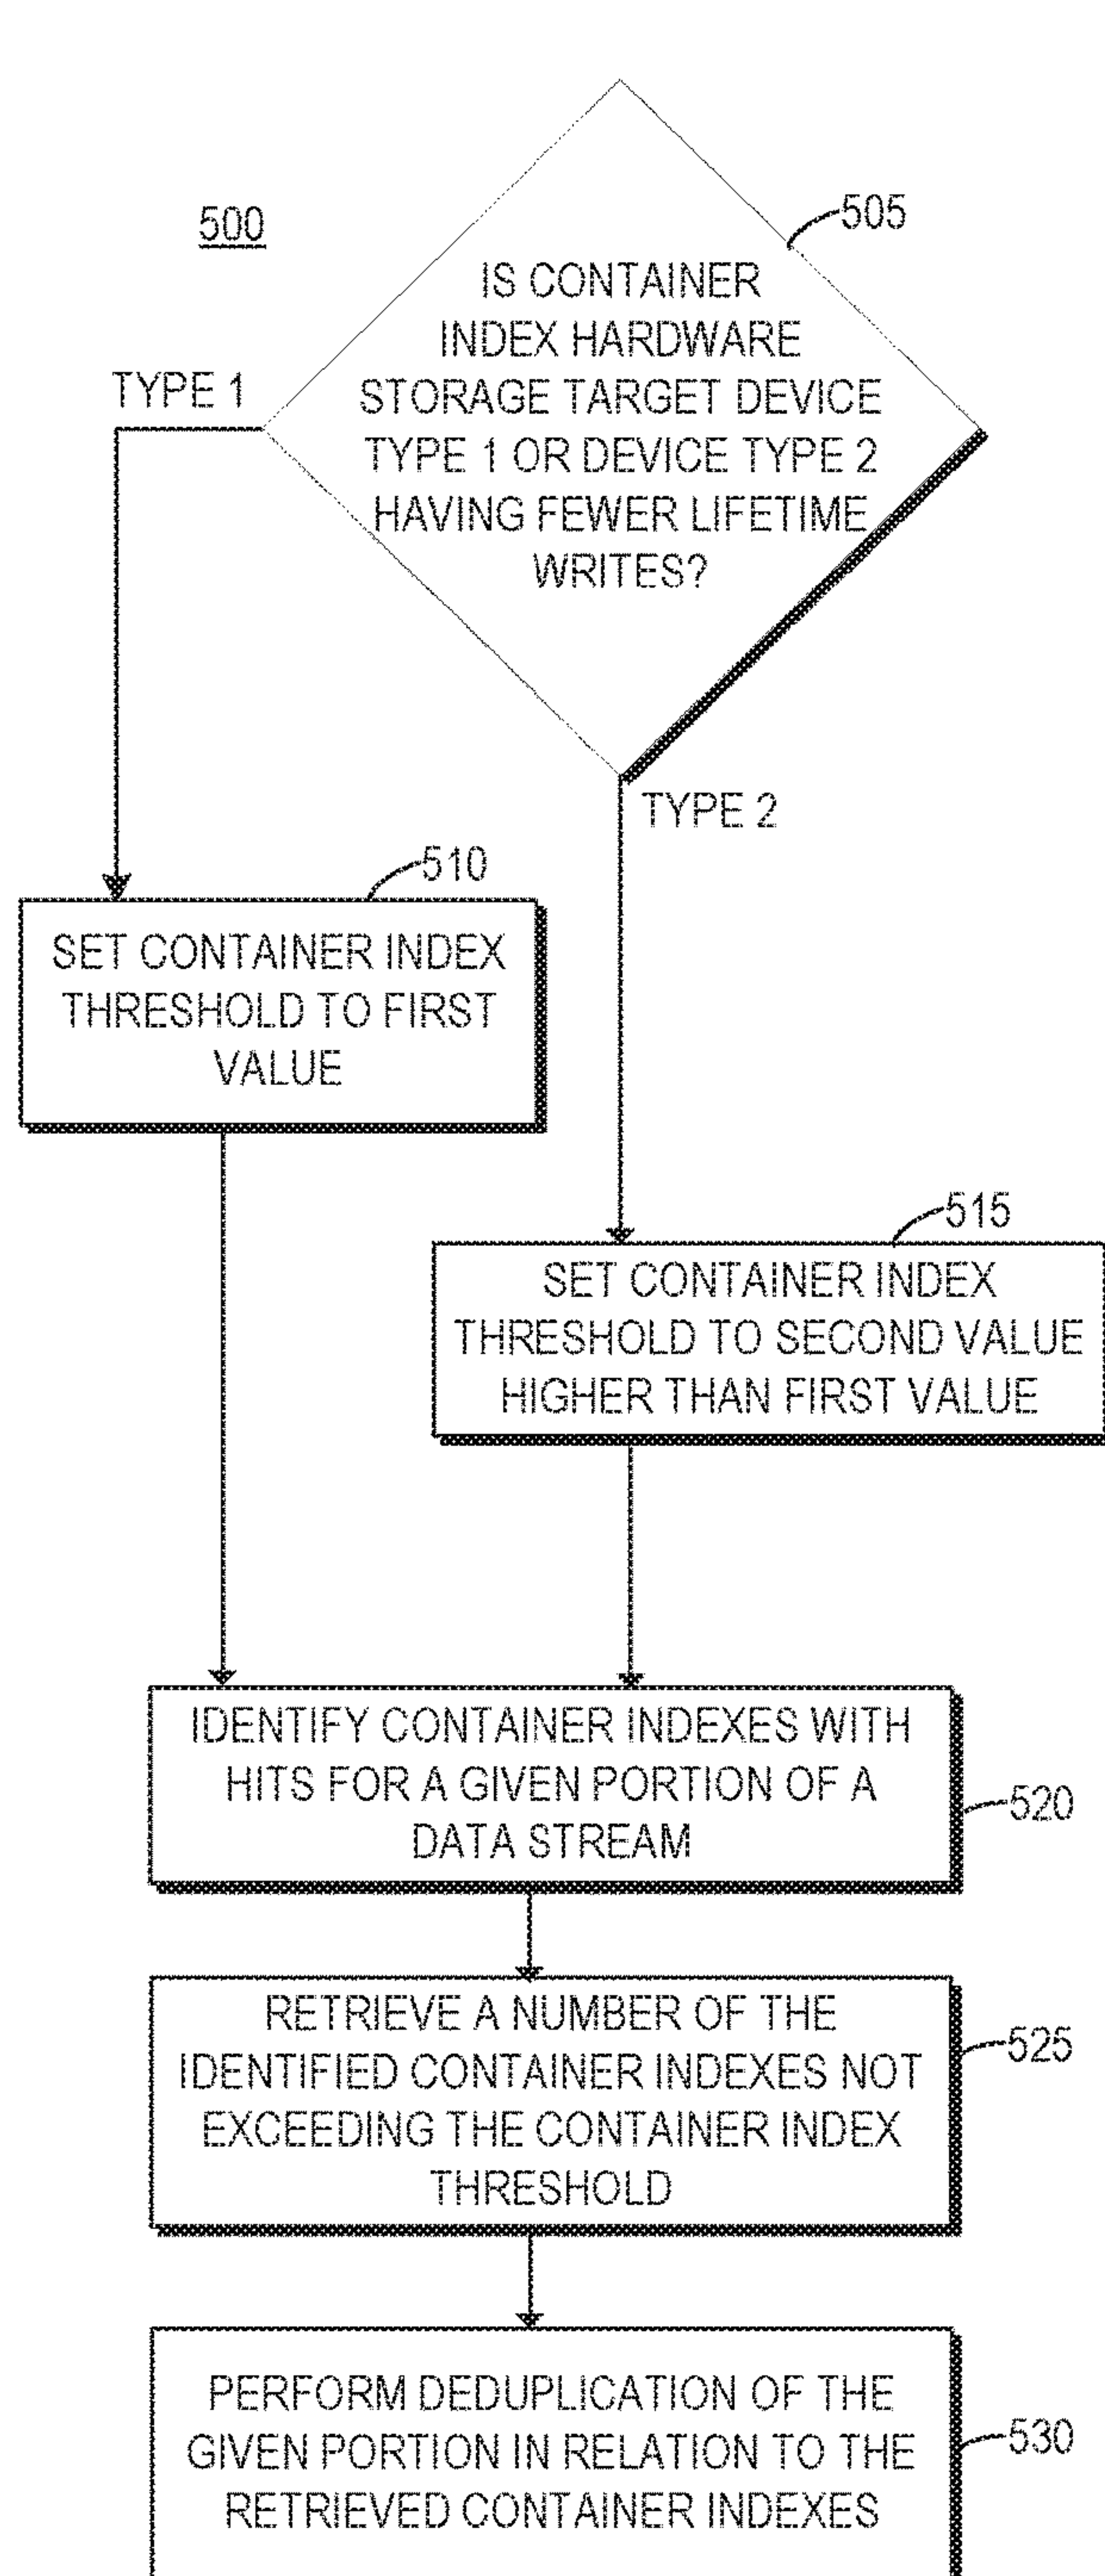 500
505
IS CONTAINER
INDEX HARDWARE
STORAGE TARGET DEVICE
TYPE 1 OR DEVICE TYPE 2
HAVING FEWER LIFETIME
WRITES?
TYPE 1
TYPE 2
510
SET CONTAINER INDEX
THRESHOLD TO FIRST
VALUE
515
SET CONTAINER INDEX
THRESHOLD TO SECOND VALUE
HIGHER THAN FIRST VALUE
IDENTIFY CONTAINER INDEXES WITH
HITS FOR A GIVEN PORTION OF A
DATA STREAM
520
RETRIEVE A NUMBER OF THE
IDENTIFIED CONTAINER INDEXES NOT
EXCEEDING THE CONTAINER INDEX
THRESHOLD
525
PERFORM DEDUPLICATION OF THE
GIVEN PORTION IN RELATION TO THE
RETRIEVED CONTAINER INDEXES
530